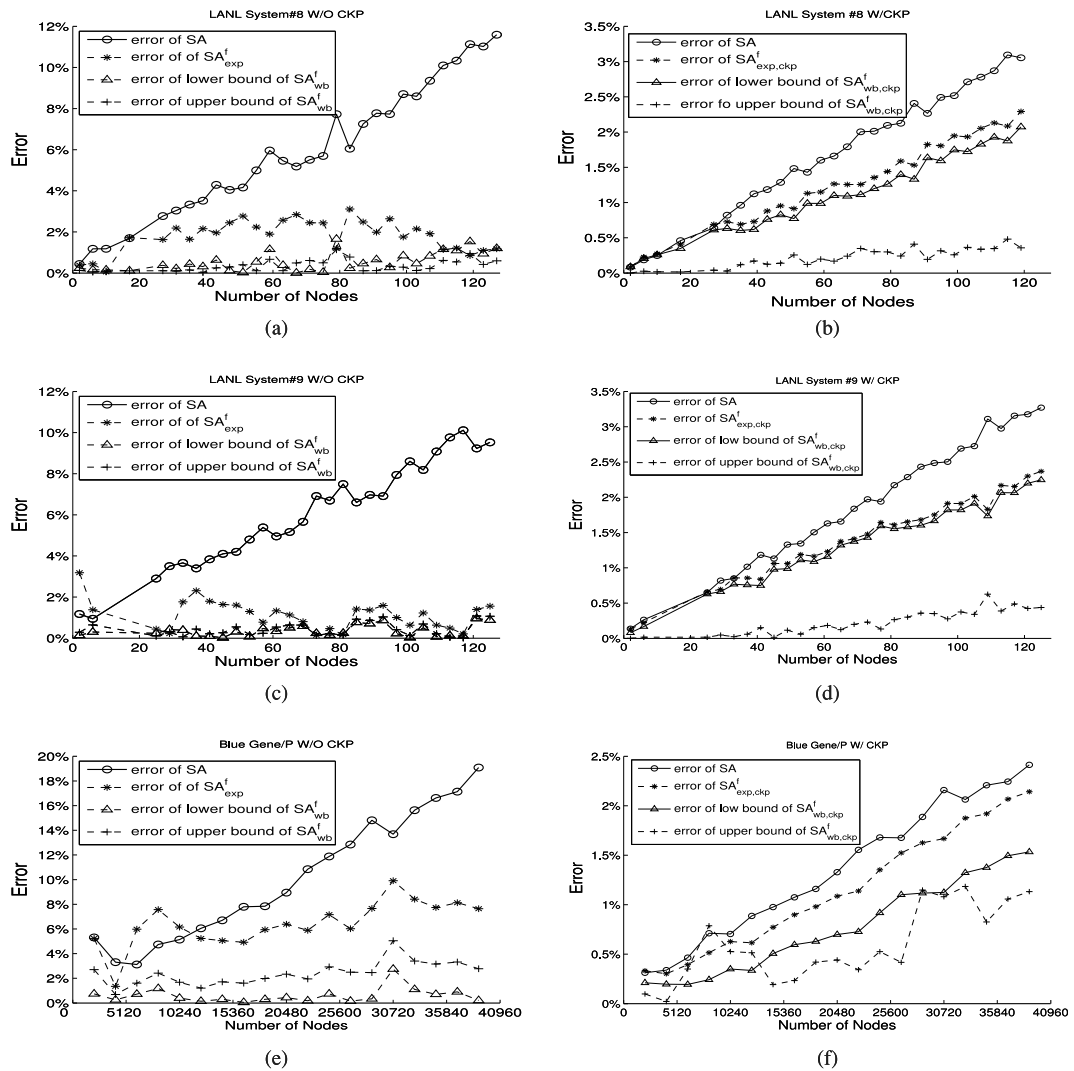 LANL System#8 W/O CKP
12%
10%
8%
6%
4%
2%
0%
Error
error of SA
error of of SA^f_exp
error of lower bound of SA^f_wb
error of upper bound of SA^f_wb
0 20 40 60 80 100 120
Number of Nodes
(a)
LANL System #8 W/CKP
3.5%
3%
2.5%
2%
1.5%
1%
0.5%
0%
Error
error of SA
error of SA^f_exp,ckp
error of lower bound of SA^f_wb,ckp
error fo upper bound of SA^f_wb,ckp
0 20 40 60 80 100 120
Number of Nodes
(b)
LANL System#9 W/O CKP
12%
10%
8%
6%
4%
2%
0%
Error
error of SA
error of of SA^f_exp
error of lower bound of SA^f_wb
error of upper bound of SA^f_wb
0 20 40 60 80 100 120
Number of Nodes
(c)
LANL System #9 W/ CKP
3.5%
3%
2.5%
2%
1.5%
1%
0.5%
0%
Error
error of SA
error of SA^f_exp,ckp
error of low bound of SA^f_wb,ckp
error of upper bound of SA^f_wb,ckp
0 20 40 60 80 100 120
Number of Nodes
(d)
Blue Gene/P W/O CKP
20%
18%
16%
14%
12%
10%
8%
6%
4%
2%
0%
Error
error of SA
error of of SA^f_exp
error of lower bound of SA^f_wb
error of upper bound of SA^f_wb
0 5120 10240 15360 20480 25600 30720 35840 40960
Number of Nodes
(e)
Blue Gene/P W/ CKP
2.5%
2%
1.5%
1%
0.5%
0%
Error
error of SA
error of SA^f_exp,ckp
error of low bound of SA^f_wb,ckp
error of upper bound of SA^f_wb,ckp
0 5120 10240 15360 20480 25600 30720 35840 40960
Number of Nodes
(f)